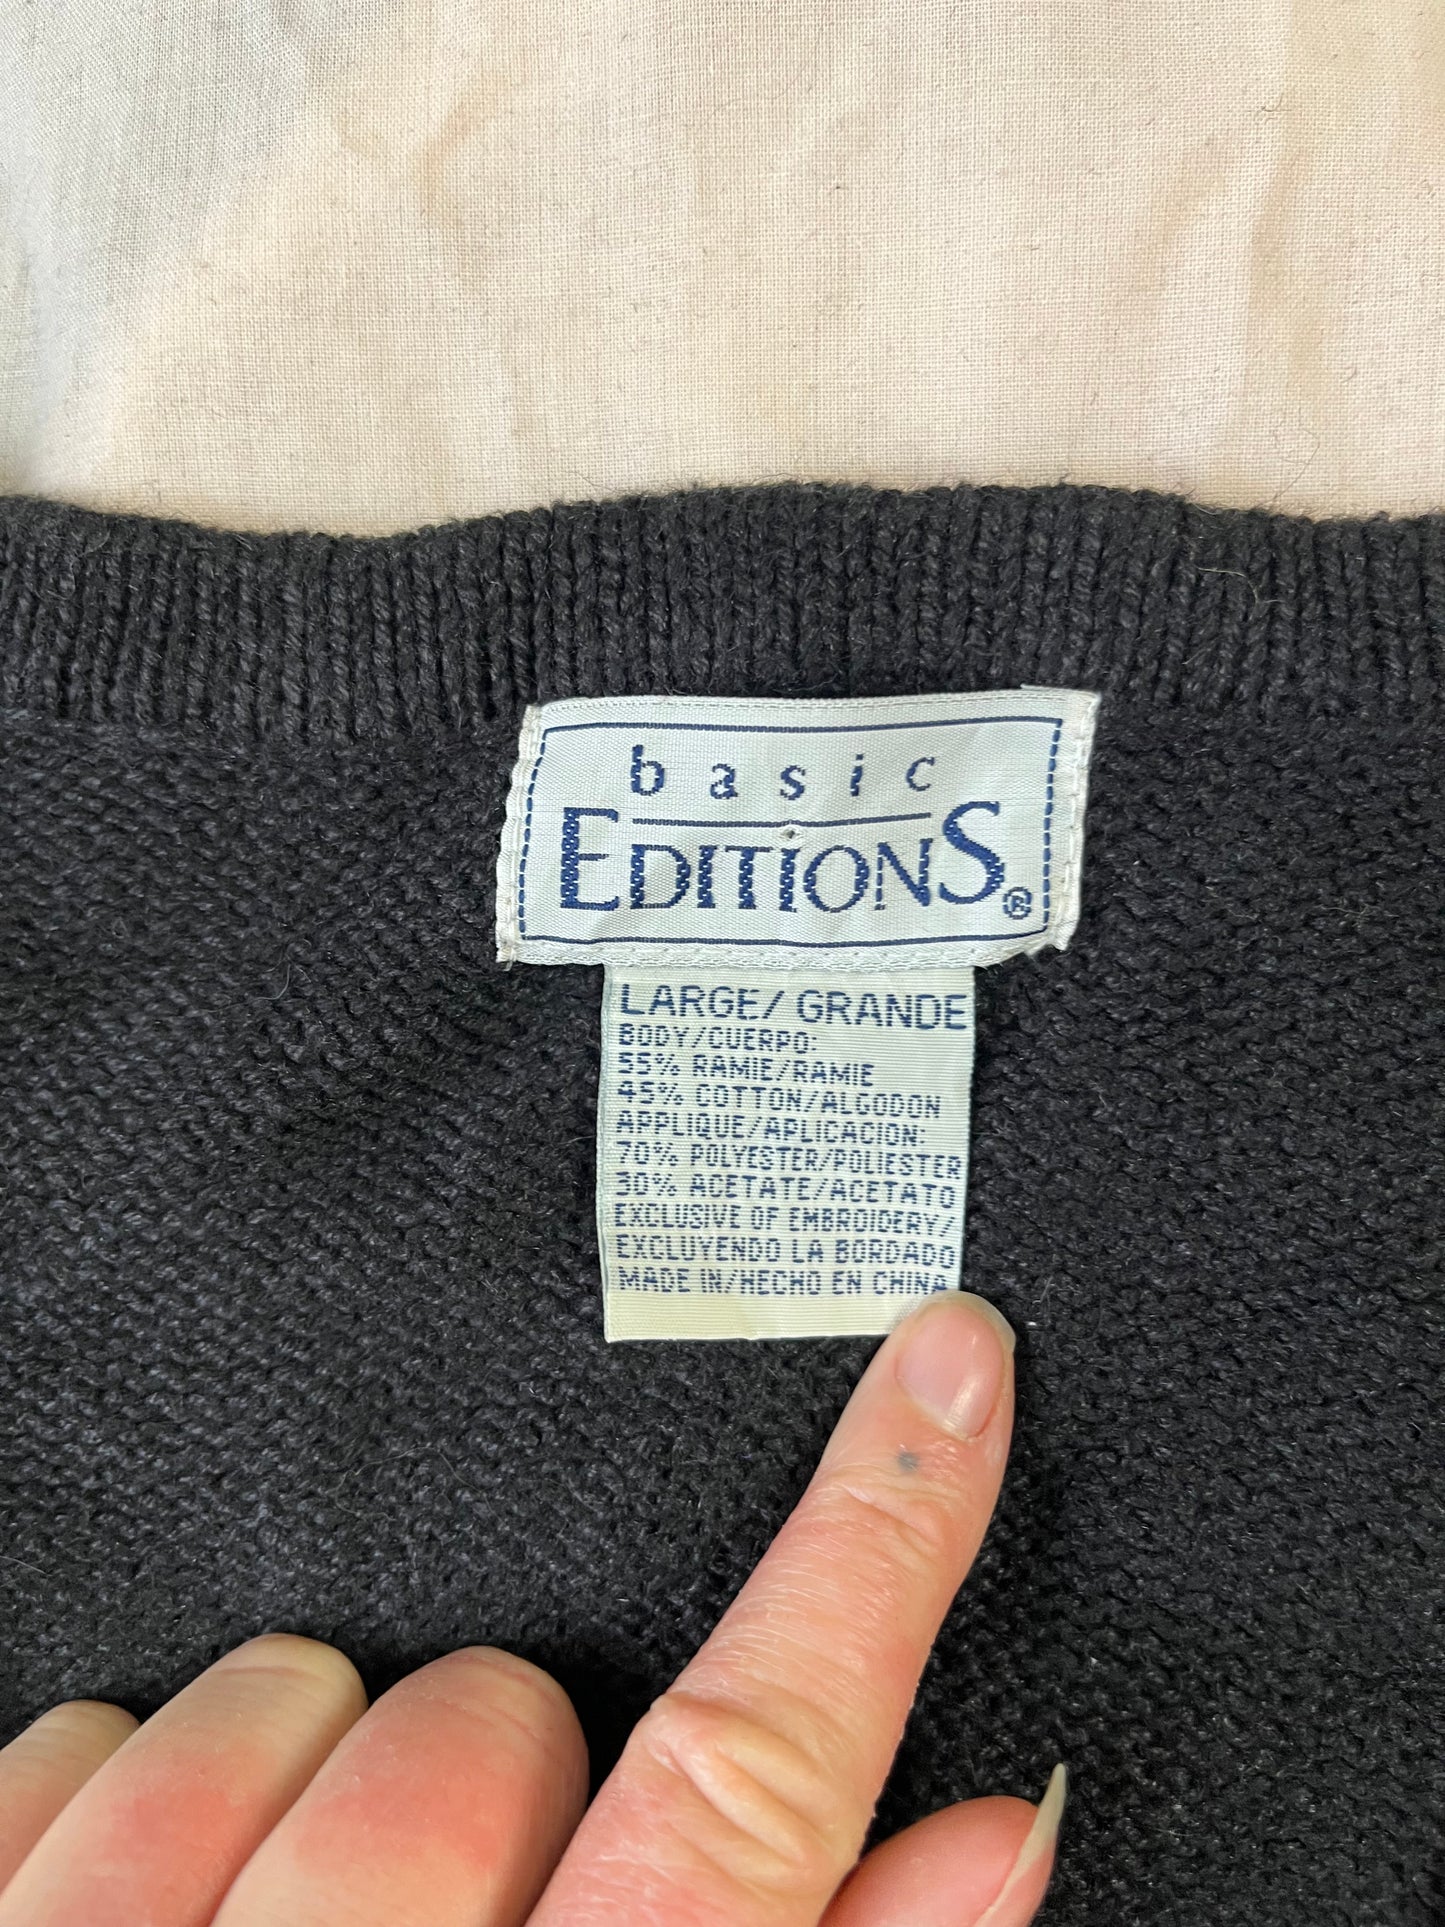 basic
EDITIONS®
LARGE/GRANDE
BODY/CUERPO:
55% RAMIE/RAMIE
45% COTTON/ALGODON
APPLIQUE/APLICACION:
70% POLYESTER/POLIESTER
30% ACETATE/ACETATO
EXCLUSIVE OF EMBROIDERY/
EXCLUYENDO LA BORDADO
MADE IN/HECHO EN CHINA